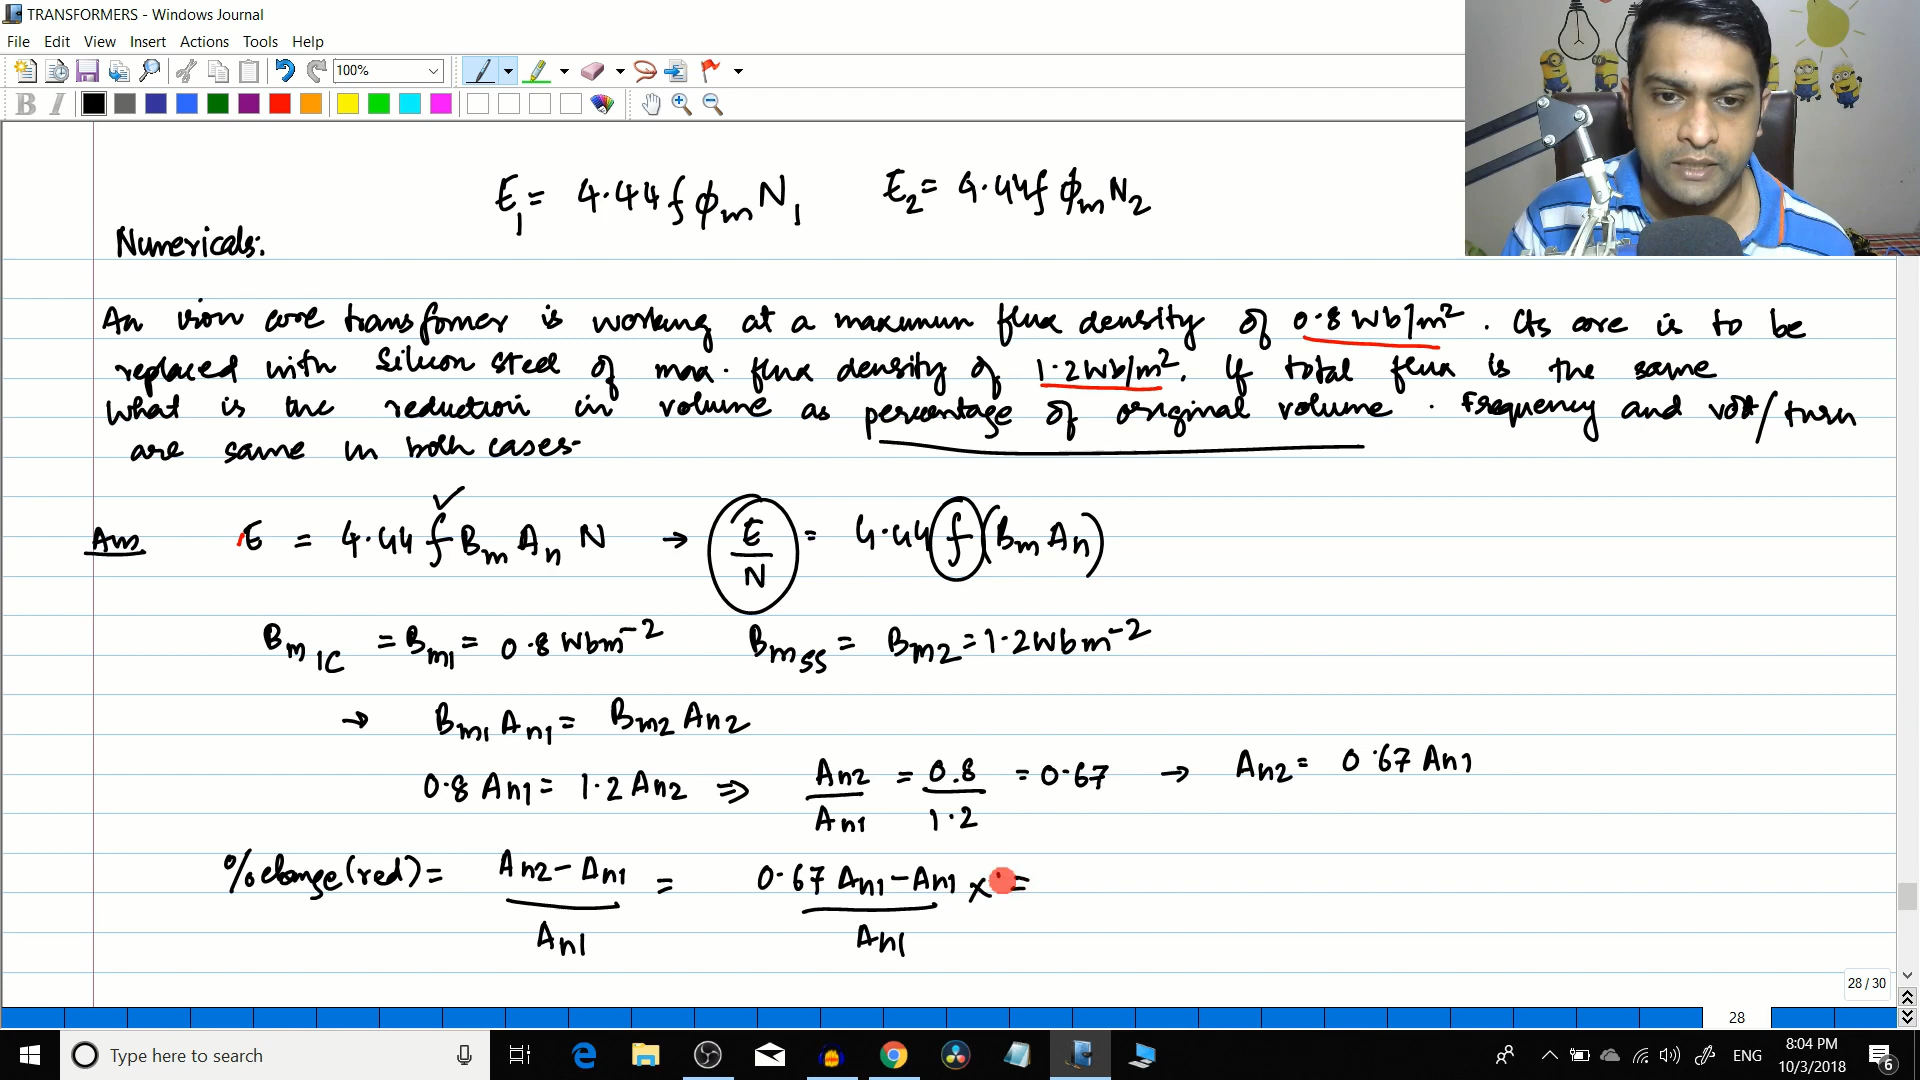 TRANSFORMERS - Windows Journal
File Edit View Insert Actions Tools Help
100%
B I
E1 = 4.44 f ϕm N1 E2 = 4.44 f ϕm N2
Numericals:
An iron core transformer is working at a maximum flux density of 0.8 Wb/m². Its core is to be
replaced with Silicon steel of max. flux density of 1.2 Wb/m². If total flux is the same
what is the reduction in volume as percentage of original volume. Frequency and volt/turn
are same in both cases.
Ans E = 4.44 f Bm An N → E/N = 4.44 f (Bm An)
Bm IC = Bm1 = 0.8 Wbm⁻² Bm SS = Bm2 = 1.2 Wbm⁻²
→ Bm1 An1 = Bm2 An2
0.8 An1 = 1.2 An2 ⇒ An2/An1 = 0.8/1.2 = 0.67 → An2 = 0.67 An1
% change (red) = An2 - An1 / An1 = 0.67 An1 - An1 / An1 × =
28 / 30
28
Type here to search
ENG
8:04 PM
10/3/2018
6